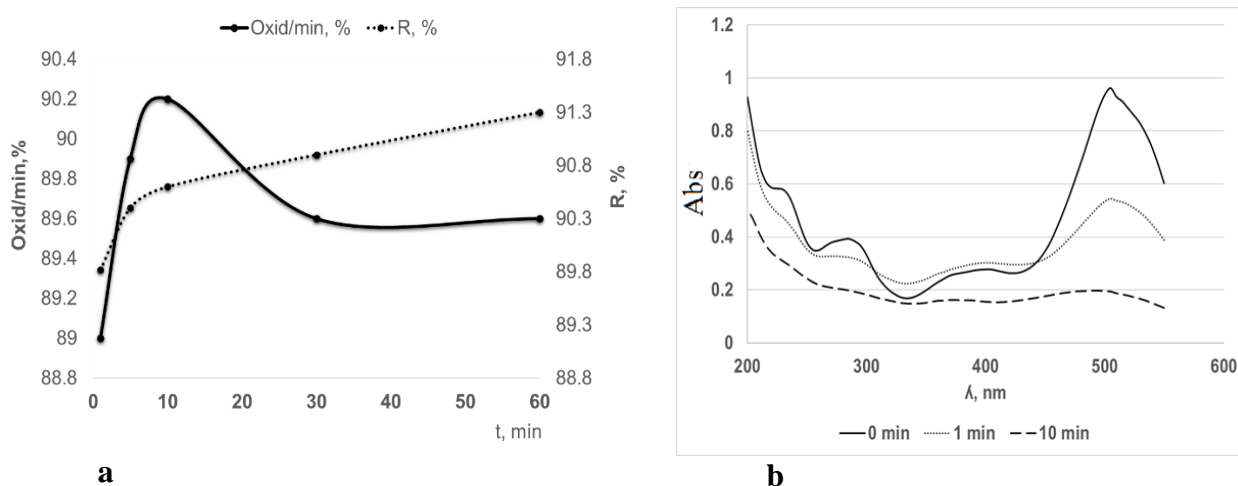 Oxid/min, % R, %
Oxid/min,%
90.4
90.2
90
89.8
89.6
89.4
89.2
89
88.8
0 10 20 30 40 50 60
t, min
91.8
91.3
90.8
90.3
89.8
89.3
88.8
R, %
a
Abs
1.2
1
0.8
0.6
0.4
0.2
0
200 300 400 500 600
ʎ, nm
0 min 1 min 10 min
b